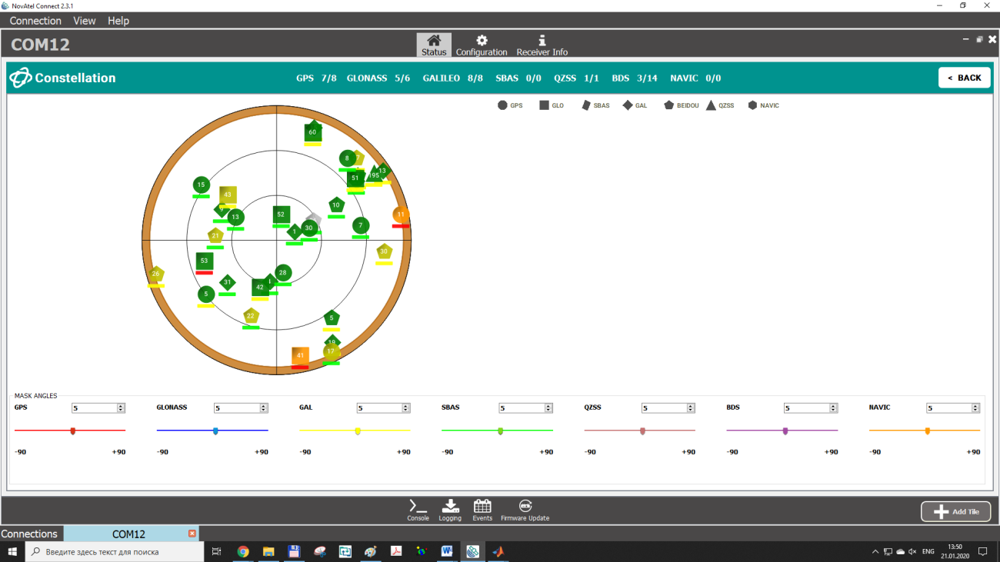 NovAtel Connect 2.3.1
Connection View Help
COM12
Status Configuration Receiver Info
Constellation GPS 7/8 GLONASS 5/6 GALILEO 8/8 SBAS 0/0 QZSS 1/1 BDS 3/14 NAVIC 0/0 < BACK
GPS GLO SBAS GAL BEIDOU QZSS NAVIC
60
8 7
13
195
51
15
43
9
10
13
52
11
30
1
7
21
30
53
26
28
31
42
5
22
5
19
17
41
MASK ANGLES
GPS 5 GLONASS 5 GAL 5 SBAS 5 QZSS 5 BDS 5 NAVIC 5
-90 +90 -90 +90 -90 +90 -90 +90 -90 +90 -90 +90 -90 +90
Console Logging Events Firmware Update
Add Tile
Connections COM12
Введите здесь текст для поиска
ENG
13:50
21.01.2020